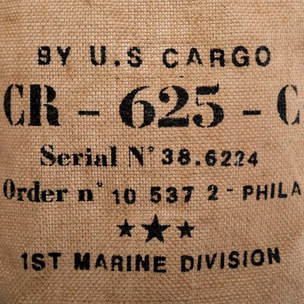 BY U.S CARGO
CR - 625 - C
Serial N° 38.6224
Order n° 10 537 2 - PHILA
1ST MARINE DIVISION